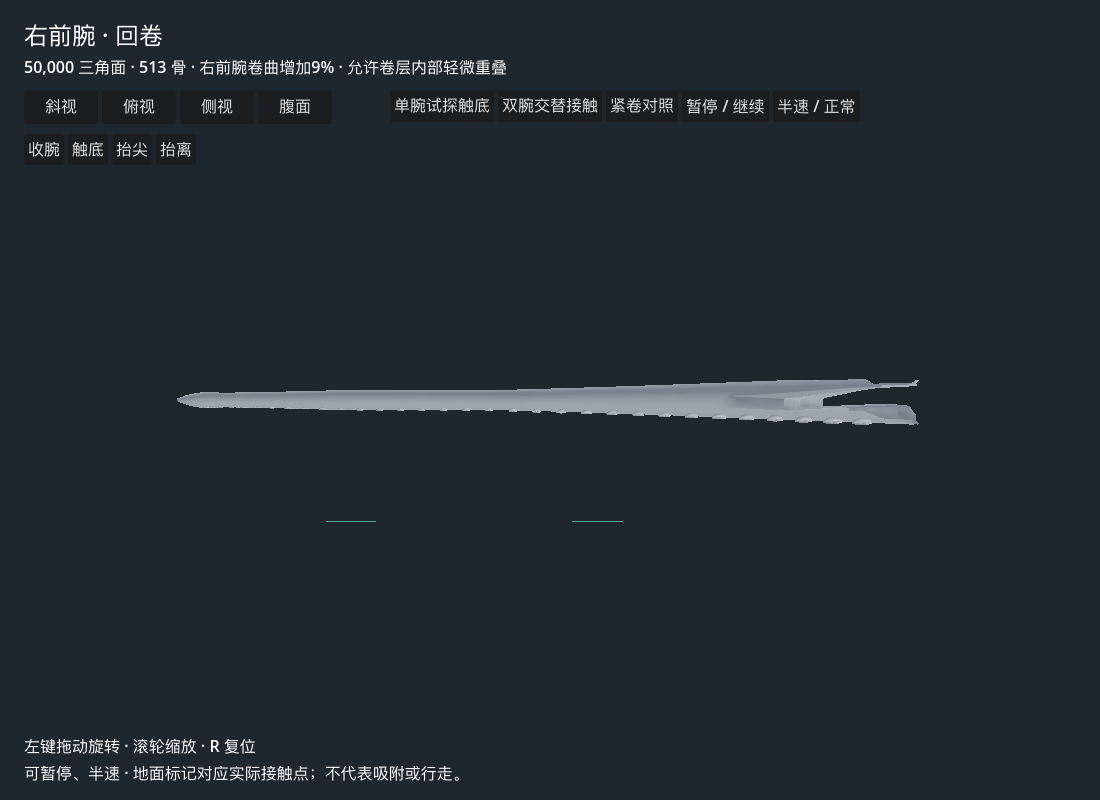 右前腕 · 回卷
50,000 三角面 · 513 骨 · 右前腕卷曲增加9% · 允许卷层内部轻微重叠
斜视 俯视 侧视 腹面 单腕试探触底 双腕交替接触 紧卷对照 暂停 / 继续 半速 / 正常
收腕 触底 抬尖 抬离
左键拖动旋转 · 滚轮缩放 · R 复位
可暂停、半速 · 地面标记对应实际接触点；不代表吸附或行走。